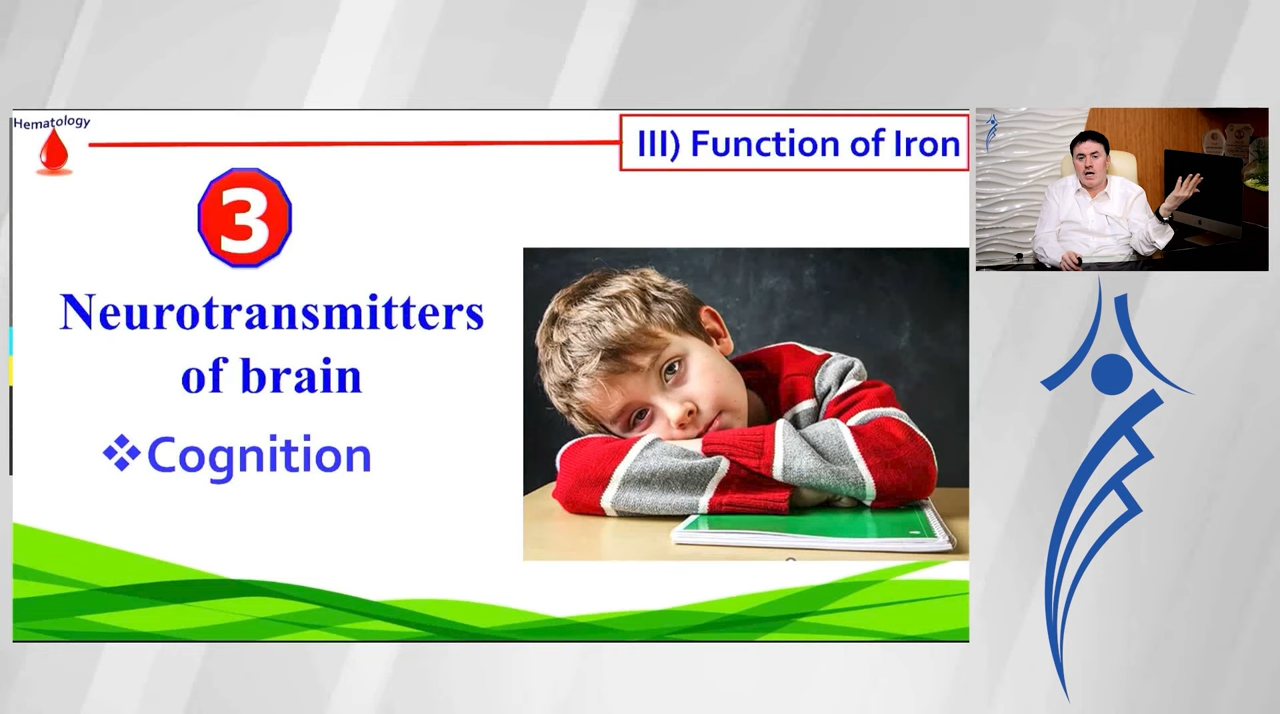 Hematology
III) Function of Iron
3
Neurotransmitters
of brain
❖Cognition